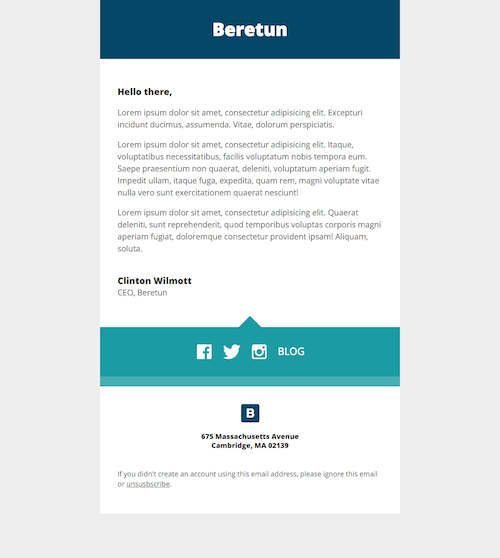 Beretun
Hello there,
Lorem ipsum dolor sit amet, consectetur adipisicing elit. Excepturi
incidunt ducimus, assumenda. Vitae, dolorum perspiciatis.
Lorem ipsum dolor sit amet, consectetur adipisicing elit. Itaque,
voluptatibus necessitatibus, facilis voluptatum nobis tempora eum.
Saepe praesentium non quaerat, deleniti, voluptatum aperiam fugit.
Impedit ullam, itaque fuga, expedita, quam rem, magni voluptate vitae
nulla vero sunt exercitationem quaerat nesciunt!
Lorem ipsum dolor sit amet, consectetur adipisicing elit. Quaerat
deleniti, sunt reprehenderit, quod temporibus voluptas corporis magni
aperiam fugiat, doloremque consectetur provident ipsam! Aliquam,
soluta.
Clinton Wilmott
CEO, Beretun
BLOG
B
675 Massachusetts Avenue
Cambridge, MA 02139
If you didn't create an account using this email address, please ignore this email
or unsusbscribe.